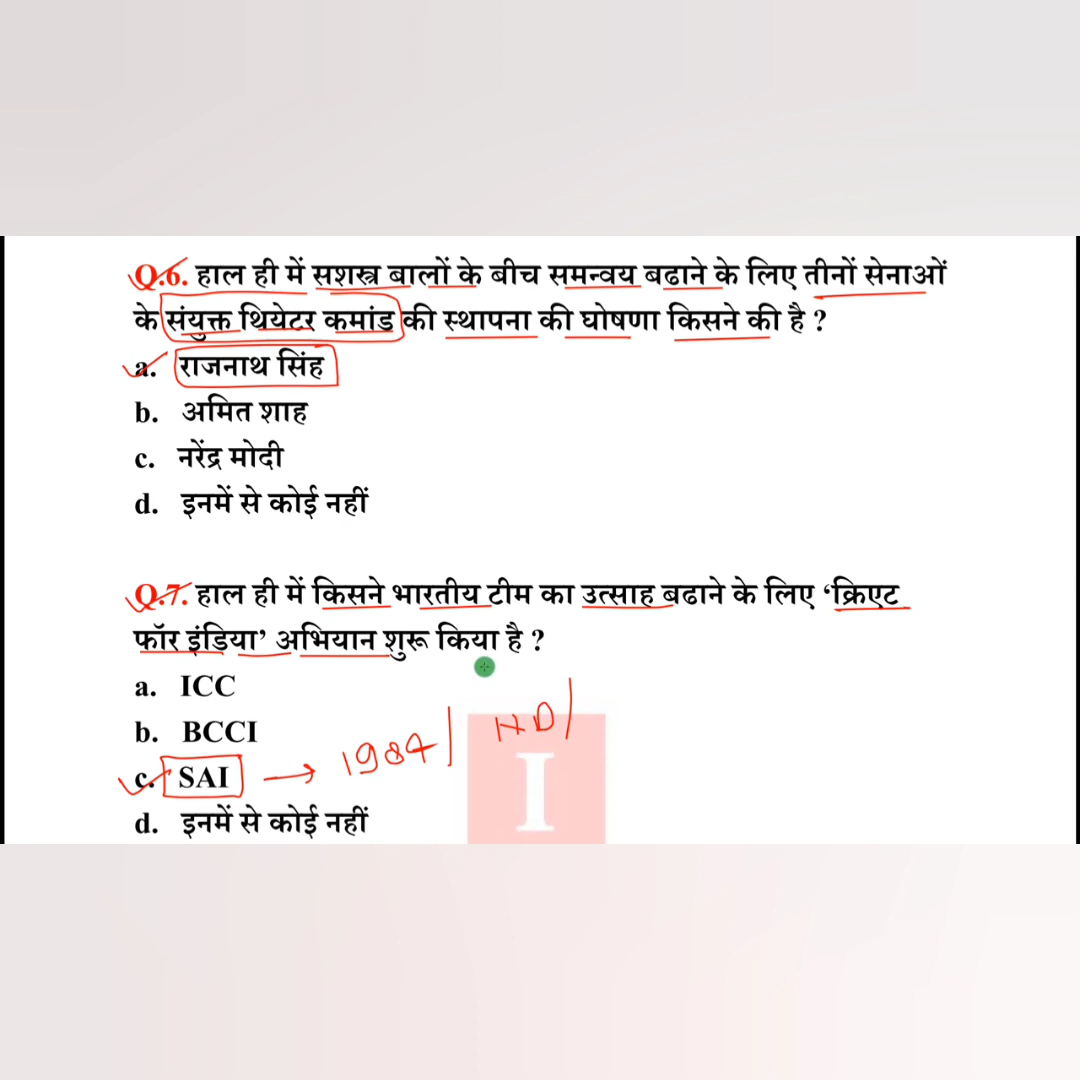 Q.6. हाल ही में सशस्त्र बालों के बीच समन्वय बढाने के लिए तीनों सेनाओं
के संयुक्त थियेटर कमांड की स्थापना की घोषणा किसने की है ?
a. राजनाथ सिंह
b. अमित शाह
c. नरेंद्र मोदी
d. इनमें से कोई नहीं
Q.7. हाल ही में किसने भारतीय टीम का उत्साह बढाने के लिए ‘क्रिएट
फॉर इंडिया’ अभियान शुरू किया है ?
a. ICC
b. BCCI
c. SAI → 1984/ ND/
d. इनमें से कोई नहीं
I